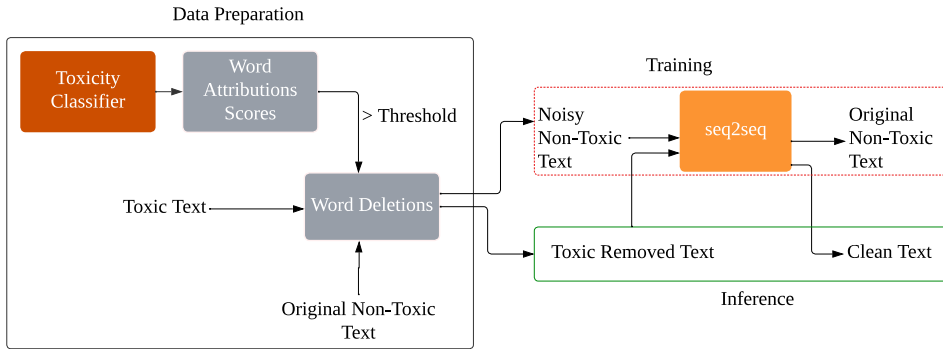 Data Preparation
Toxicity
Classifier
Word
Attributions
Scores
> Threshold
Toxic Text
Word Deletions
Original Non-Toxic
Text
Training
Noisy
Non-Toxic
Text
seq2seq
Original
Non-Toxic
Text
Toxic Removed Text
Clean Text
Inference